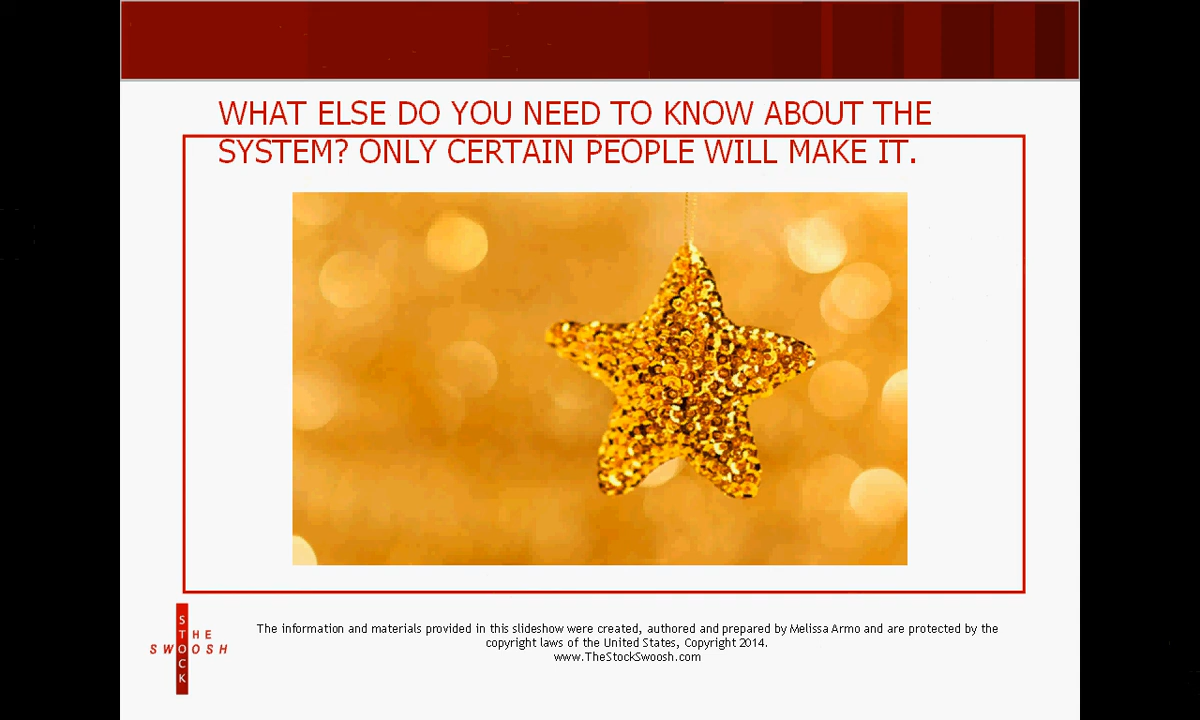 WHAT ELSE DO YOU NEED TO KNOW ABOUT THE
SYSTEM? ONLY CERTAIN PEOPLE WILL MAKE IT.
THE
STOCK
SWOOSH
The information and materials provided in this slideshow were created, authored and prepared by Melissa Armo and are protected by the
copyright laws of the United States, Copyright 2014.
www.TheStockSwoosh.com